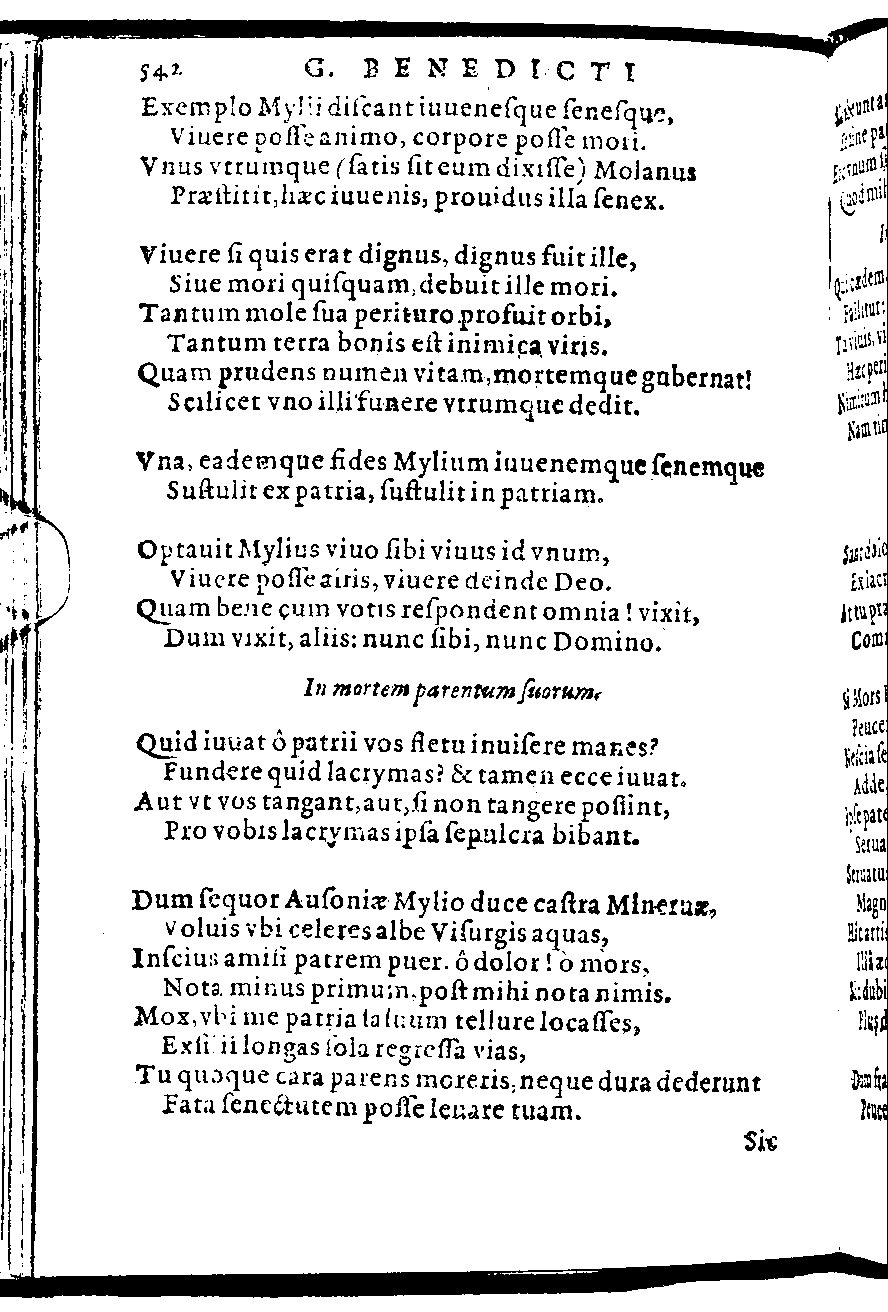 542 G. BENEDICTI
Exemplo Mylii diſcant iuueneſque ſeneſque,
Viuere poſſe animo, corpore poſſe mori.
Vnus vtrumque (ſatis ſit eum dixiſſe) Molanus
Præſtitit, hæc iuuenis, prouidus illa ſenex.
Viuere ſi quis erat dignus, dignus fuit ille,
Siue mori quiſquam, debuit ille mori.
Tantum mole ſua perituro profuit orbi,
Tantum terra bonis eſt inimica viris.
Quam prudens numen vitam, mortemque gubernat!
Scilicet vno illi funere vtrumque dedit.
Vna, eademque fides Mylium iuuenemque ſenemque
Suſtulit ex patria, ſuſtulit in patriam.
Optauit Mylius viuo ſibi viuus id vnum,
Viuere poſſe aliis, viuere deinde Deo.
Quam bene cum votis reſpondent omnia! vixit,
Dum vixit, aliis: nunc ſibi, nunc Domino.
In mortem parentum ſuorum.
Quid iuuat ô patrii vos fletu inuiſere manes?
Fundere quid lacrymas? & tamen ecce iuuat.
Aut vt vos tangant, aut, ſi non tangere poſſint,
Pro vobis lacrymas ipſa ſepulcra bibant.
Dum ſequor Auſoniæ Mylio duce caſtra Mineruæ,
Voluis vbi celeres albe Viſurgis aquas,
Inſcius amiſi patrem puer. ô dolor! ô mors,
Nota minus primum, poſt mihi nota nimis.
Mox, vbi me patria ſaluum tellure locaſſes,
longas ſola regreſſa vias,
Tu quoque cara parens moreris, neque dura dederunt
Fata ſenectutem poſſe leuare tuam.
Sic